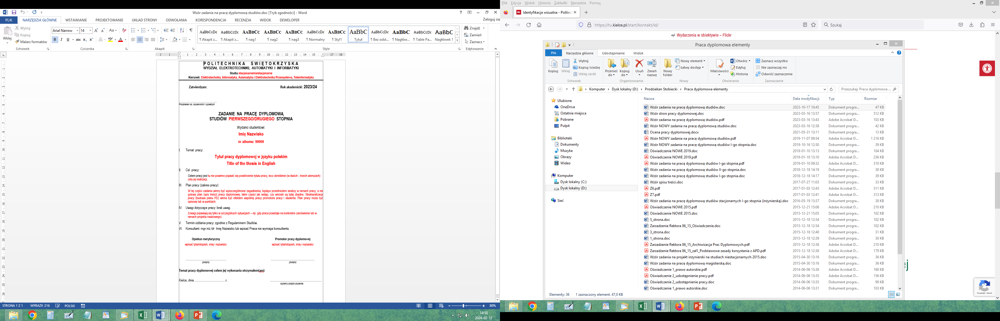 Wzór zadania na pracę dyplomową studiów.doc [Tryb zgodności] - Word
PLIK NARZĘDZIA GŁÓWNE WSTAWIANIE PROJEKTOWANIE UKŁAD STRONY ODWOŁANIA KORESPONDENCJA RECENZJA WIDOK DEWELOPER
Zaloguj się
Wklej
Wytnij
Kopiuj
Malarz formatów
Schowek
Arial Narrow 14
Czcionka
Akapit
¶ Akapit z... ¶ Akapit z... ¶ nag1 ¶ nag2 ¶ nag3 ¶ Normalny ¶ Styl1 Tytuł ¶ Bez odst... ¶ Nagłów... ¶ Table Pa... Nagłówek 1
Style
Znajdź
Zamień
Zaznacz
Edytowanie
POLITECHNIKA ŚWIĘTOKRZYSKA
WYDZIAŁ ELEKTROTECHNIKI, AUTOMATYKI I INFORMATYKI
Studia stacjonarne/niestacjonarne
Kierunek: Elektrotechnika, Informatyka, Automatyka i Elektrotechnika Przemysłowa, Teleinformatyka
Zatwierdzam: Rok akademicki: 2023/24
Prodziekan ds. studenckich i dydaktyki
ZADANIE NA PRACĘ DYPLOMOWĄ
STUDIÓW PIERWSZEGO/DRUGIEGO STOPNIA
Wydano studentowi:
Imię Nazwisko
nr albumu: 99999
I. Temat pracy:
Tytuł pracy dyplomowej w języku polskim
Title of the thesis in English
II. Cel pracy:
Celem pracy jest tu nie powinno pojawić się powtórzenie tytułu pracy, lecz określenie (w dwóch - trzech wierszach)
celu jej realizacji.
III. Plan pracy (zakres pracy):
W tej części zadania winny być wyszczególnione zagadnienia, będące przedmiotem analizy w ramach pracy, a nie
gotowy plan (spis treści) pracy dyplomowej, takie części jak wstęp, czy wnioski są tutaj zbędne. Strukturalizacja
pracy (budowa planu PD) winna być efektem wspólnej pracy promotora pracy i studenta. Plan pracy może być
opisowy lub w punktach.
IV. Uwagi dotyczące pracy: brak uwag.
(Uwagi pojawiają się tylko w szczególnych sytuacjach – np. gdy praca powstaje na konkretne zamówienie lub w
ramach projektu naukowego)
V. Termin oddania pracy: zgodnie z Regulaminem Studiów.
VI. Konsultant: mgr inż./dr Imię Nazwisko lub wpisać Praca nie wymaga konsultanta.
Opiekun merytoryczny Promotor pracy dyplomowej
wpisać tytuł/stopień, imię i nazwisko wpisać tytuł/stopień, imię i nazwisko
(podpis) (podpis)
Temat pracy dyplomowej celem jej wykonania otrzymałem(am):
Kielce, dnia ......................................r.
czytelny podpis studenta
STRONA 1 Z 1 WYRAZY: 216 POLSKI 80%
14:50
2024-02-12
Plik Edycja Widok Historia Zakładki Narzędzia Pomoc
Identyfikacja wizualna - Politech
https://tu.kielce.pl/start/kontakt/id/ Szukaj
Wydarzenia w obiektywie – Flickr
Praca dyplomowa elementy
Plik Narzędzia główne Udostępnianie Widok
Kopiuj Wklej
Wytnij
Kopiuj ścieżkę
Wklej skrót
Schowek
Przenieś do Kopiuj do Usuń Zmień nazwę
Organizowanie
Nowy folder
Nowy element
Łatwy dostęp
Nowy
Właściwości
Otwórz
Edytuj
Historia
Otwieranie
Zaznacz wszystko
Nie zaznaczaj nic
Odwróć zaznaczenie
Zaznaczanie
Komputer Dysk lokalny (D:) Prodziekan Stobiecki Praca dyplomowa elementy
Przeszukaj: Praca dyplomowa ...
Ulubione
OneDrive
Ostatnie miejsca
Pobrane
Pulpit
Biblioteki
Dokumenty
Muzyka
Obrazy
Wideo
Komputer
Dysk lokalny (C:)
Dysk lokalny (D:)
Sieć
Nazwa Data modyfikacji Typ Rozmiar
Wzór zadania na pracę dyplomową studiów.doc 2023-10-17 10:45 Dokument progra... 47 KB
Wzór stron pracy dyplomowej.doc 2023-03-16 13:57 Dokument progra... 512 KB
Wzór zadania na pracę dyplomową studiów.pdf 2023-03-16 13:43 Adobe Acrobat D... 103 KB
Wzór NOWY zadania na pracę dyplomową studiów.doc 2023-03-16 12:38 Dokument progra... 42 KB
Ocena pracy dyplomowej.docx 2021-05-31 13:11 Dokument progra... 13 KB
Wzór NOWY zadania na pracę dyplomową studiów.pdf 2019-11-07 09:54 Adobe Acrobat D... 1 216 KB
Wzór NOWY zadania na pracę dyplomową studiów I-go stopnia.doc 2019-10-16 12:50 Dokument progra... 39 KB
Oświadczenie NOWE 2019.doc 2019-01-10 13:13 Dokument progra... 104 KB
Oświadczenie NOWE 2019.pdf 2019-01-10 13:10 Adobe Acrobat D... 236 KB
Wzór zadania na pracę dyplomową studiów I-go stopnia.pdf 2019-01-10 09:32 Adobe Acrobat D... 310 KB
Wzór zadania na pracę dyplomową studiów II-go stopnia.doc 2018-12-18 14:19 Dokument progra... 38 KB
Wzór zadania na pracę dyplomową studiów I-go stopnia.doc 2018-12-18 14:17 Dokument progra... 39 KB
Wzór spisu treści.doc 2017-07-27 11:03 Dokument progra... 33 KB
Z6.pdf 2017-01-03 12:43 Adobe Acrobat D... 311 KB
Z7.pdf 2017-01-03 12:41 Adobe Acrobat D... 313 KB
Wzór zadania na pracę dyplomową studiów stacjonarnych I-go stopnia (inżynierską).doc 2016-05-19 13:37 Dokument progra... 38 KB
Oświadczenie NOWE 2015.pdf 2015-12-21 15:06 Adobe Acrobat D... 210 KB
Oświadczenie NOWE 2015.doc 2015-12-21 15:05 Dokument progra... 102 KB
5_strona.doc 2015-12-18 12:54 Dokument progra... 102 KB
Zarzadzenie Rektora 86_15_Oświadczenie.doc 2015-12-18 12:54 Dokument progra... 102 KB
3_strona.doc 2015-12-18 12:40 Dokument progra... 31 KB
1_strona.doc 2015-12-18 12:39 Dokument progra... 30 KB
Zarzadzenie Rektora 86_15_Archiwizacja Prac Dyplomowych.pdf 2015-12-18 12:36 Adobe Acrobat D... 210 KB
Zarzadzenie Rektora 86_15_zał1_Podstawowe zasady korzystania z APD.pdf 2015-12-18 12:36 Adobe Acrobat D... 179 KB
Wzór zadania na projekt inżynierski na studiach niestacjonarnych 2015.doc 2015-04-30 13:16 Dokument progra... 36 KB
Wzór zadania na pracę dyplomową magisterską.doc 2015-04-30 13:16 Dokument progra... 36 KB
Oświadczenie 1_prawo autorskie.pdf 2014-06-06 13:36 Adobe Acrobat D... 160 KB
Oświadczenie 2_udostępnienie pracy.pdf 2014-06-06 13:35 Adobe Acrobat D... 156 KB
Oświadczenie 2_udostępnienie pracy.doc 2014-06-06 13:35 Dokument progra... 99 KB
Oświadczenie 1_prawo autorskie.doc 2014-06-06 13:31 Dokument progra... 103 KB
Elementy: 36 1 zaznaczony element. 47,0 KB